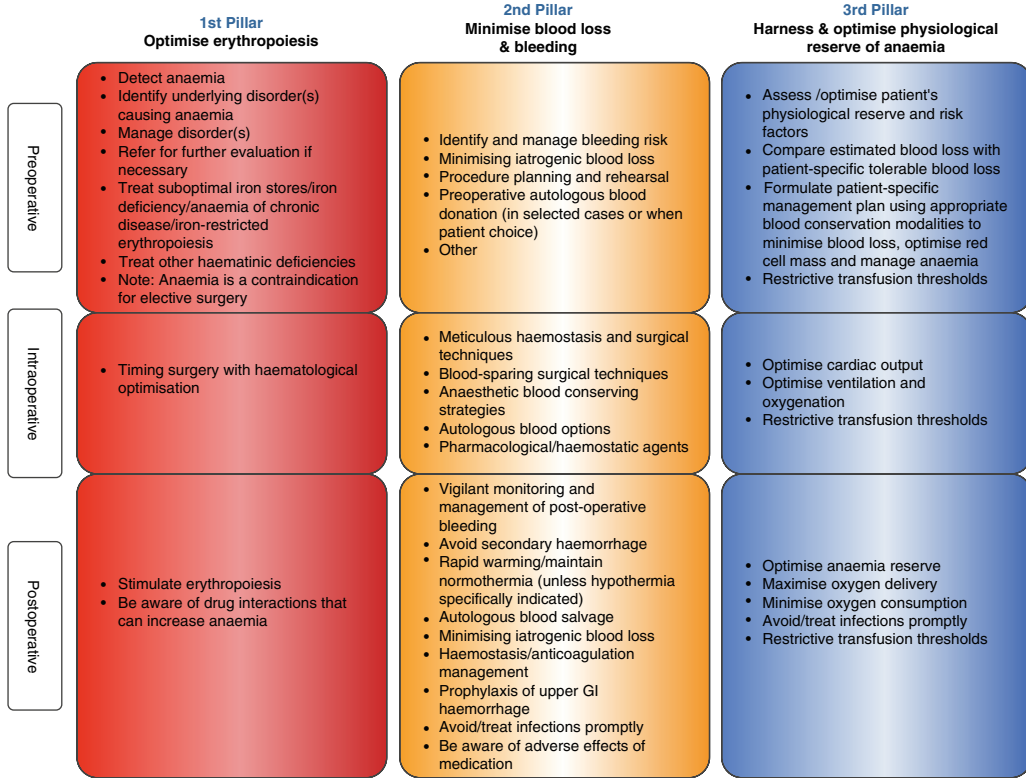 1st Pillar
Optimise erythropoiesis
2nd Pillar
Minimise blood loss
& bleeding
3rd Pillar
Harness & optimise physiological
reserve of anaemia
Preoperative
• Detect anaemia
• Identify underlying disorder(s)
causing anaemia
• Manage disorder(s)
• Refer for further evaluation if
necessary
• Treat suboptimal iron stores/iron
deficiency/anaemia of chronic
disease/iron-restricted
erythropoiesis
• Treat other haematinic deficiencies
• Note: Anaemia is a contraindication
for elective surgery
• Identify and manage bleeding risk
• Minimising iatrogenic blood loss
• Procedure planning and rehearsal
• Preoperative autologous blood
donation (in selected cases or when
patient choice)
• Other
• Assess /optimise patient's
physiological reserve and risk
factors
• Compare estimated blood loss with
patient-specific tolerable blood loss
• Formulate patient-specific
management plan using appropriate
blood conservation modalities to
minimise blood loss, optimise red
cell mass and manage anaemia
• Restrictive transfusion thresholds
Intraoperative
• Timing surgery with haematological
optimisation
• Meticulous haemostasis and surgical
techniques
• Blood-sparing surgical techniques
• Anaesthetic blood conserving
strategies
• Autologous blood options
• Pharmacological/haemostatic agents
• Optimise cardiac output
• Optimise ventilation and
oxygenation
• Restrictive transfusion thresholds
Postoperative
• Stimulate erythropoiesis
• Be aware of drug interactions that
can increase anaemia
• Vigilant monitoring and
management of post-operative
bleeding
• Avoid secondary haemorrhage
• Rapid warming/maintain
normothermia (unless hypothermia
specifically indicated)
• Autologous blood salvage
• Minimising iatrogenic blood loss
• Haemostasis/anticoagulation
management
• Prophylaxis of upper GI
haemorrhage
• Avoid/treat infections promptly
• Be aware of adverse effects of
medication
• Optimise anaemia reserve
• Maximise oxygen delivery
• Minimise oxygen consumption
• Avoid/treat infections promptly
• Restrictive transfusion thresholds